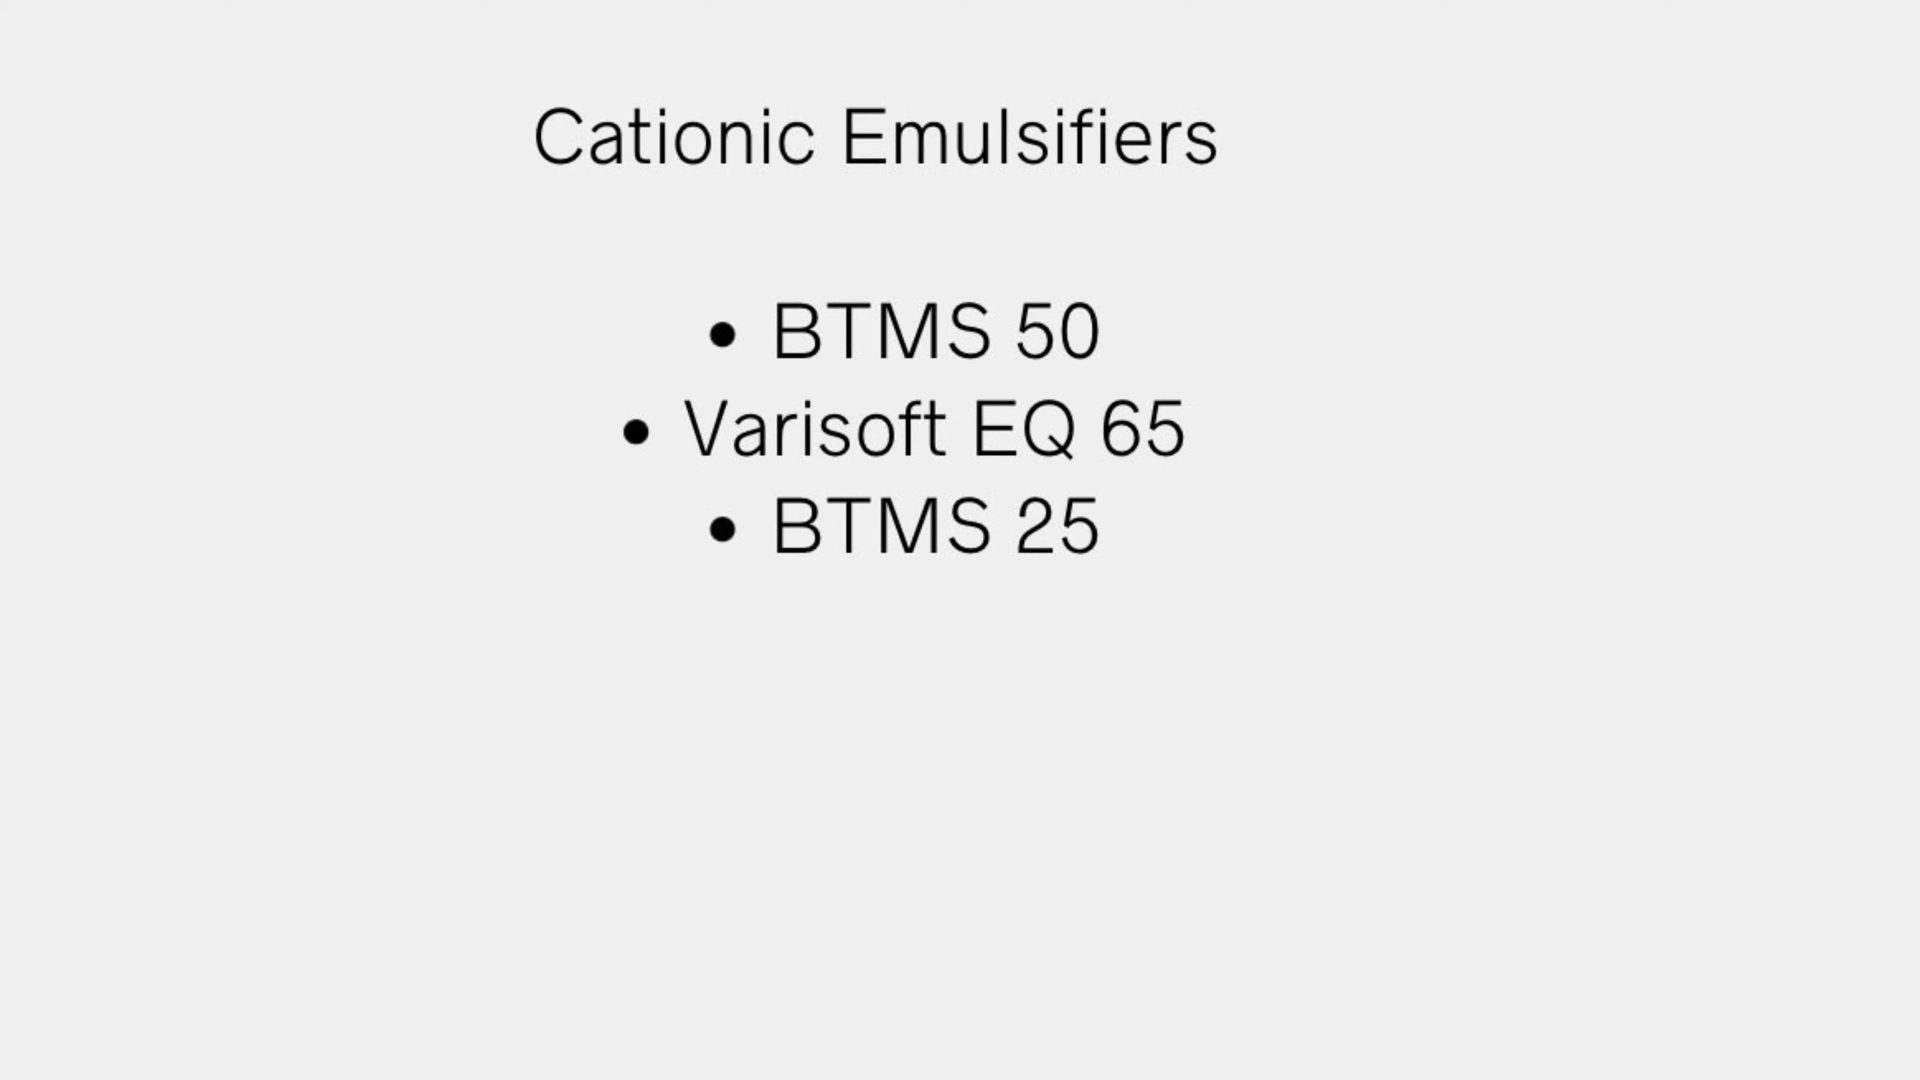 Cationic Emulsifiers
• BTMS 50
• Varisoft EQ 65
• BTMS 25